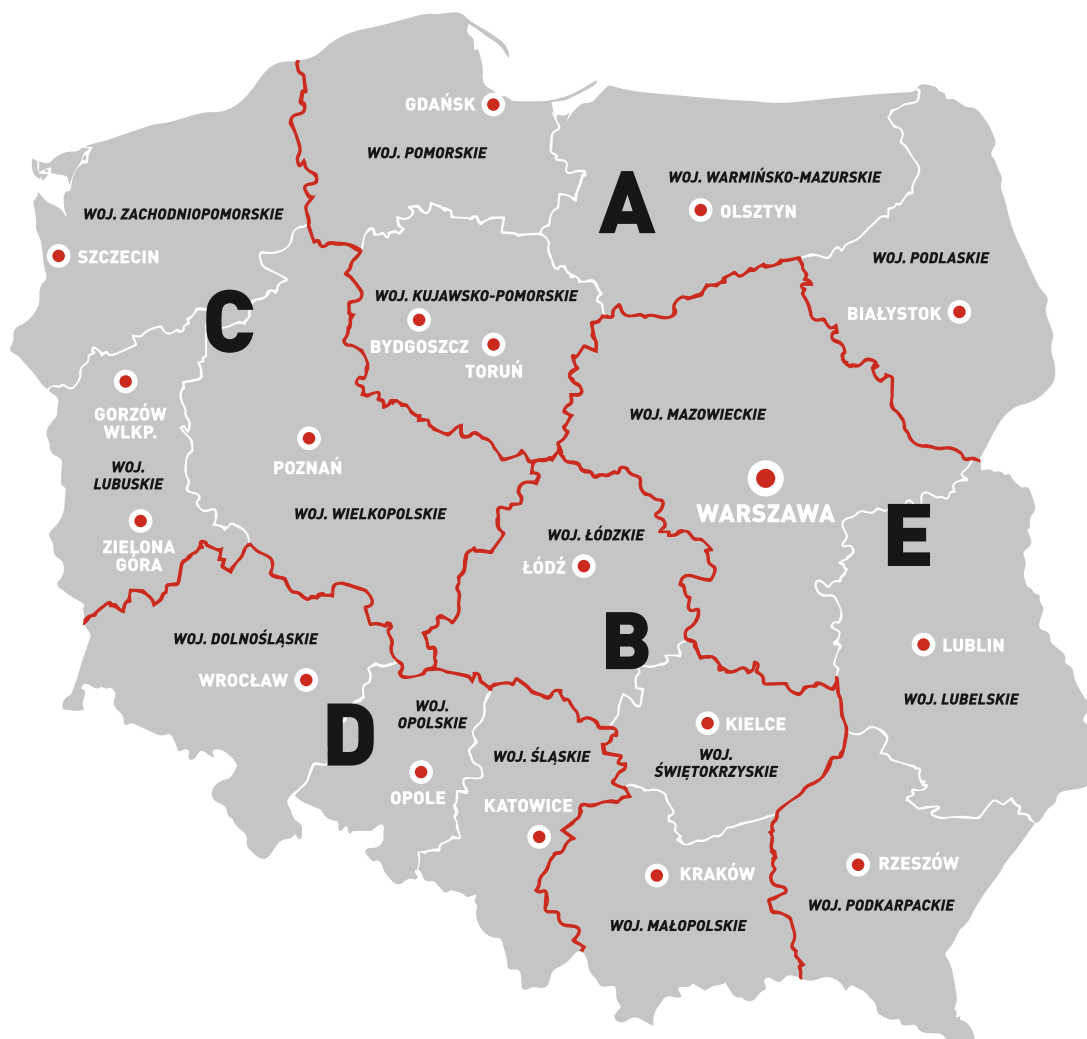 GDAŃSK
WOJ. POMORSKIE
A
WOJ. WARMIŃSKO-MAZURSKIE
OLSZTYN
WOJ. ZACHODNIOPOMORSKIE
SZCZECIN
WOJ. PODLASKIE
BIAŁYSTOK
C
WOJ. KUJAWSKO-POMORSKIE
BYDGOSZCZ
TORUŃ
GORZÓW
WLKP.
WOJ.
LUBUSKIE
ZIELONA
GÓRA
POZNAŃ
WOJ. WIELKOPOLSKIE
WOJ. MAZOWIECKIE
WARSZAWA
E
WOJ. ŁÓDZKIE
ŁÓDŹ
B
WOJ. DOLNOŚLĄSKIE
WROCŁAW
LUBLIN
WOJ. LUBELSKIE
D
WOJ.
OPOLSKIE
OPOLE
WOJ. ŚLĄSKIE
KATOWICE
KIELCE
WOJ.
ŚWIĘTOKRZYSKIE
KRAKÓW
WOJ. MAŁOPOLSKIE
RZESZÓW
WOJ. PODKARPACKIE